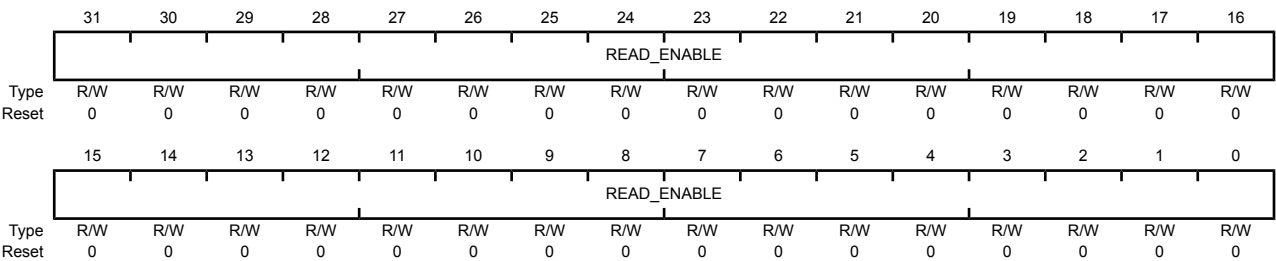 31 30 29 28 27 26 25 24 23 22 21 20 19 18 17 16
READ_ENABLE
Type R/W R/W R/W R/W R/W R/W R/W R/W R/W R/W R/W R/W R/W R/W R/W R/W
Reset 0 0 0 0 0 0 0 0 0 0 0 0 0 0 0 0
15 14 13 12 11 10 9 8 7 6 5 4 3 2 1 0
READ_ENABLE
Type R/W R/W R/W R/W R/W R/W R/W R/W R/W R/W R/W R/W R/W R/W R/W R/W
Reset 0 0 0 0 0 0 0 0 0 0 0 0 0 0 0 0